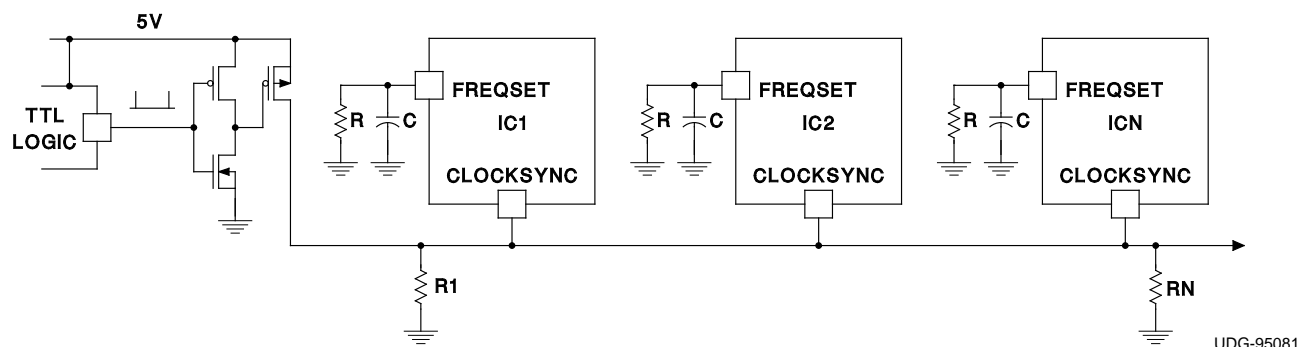 5V
TTL
LOGIC
R
C
FREQSET
IC1
CLOCKSYNC
R
C
FREQSET
IC2
CLOCKSYNC
R
C
FREQSET
ICN
CLOCKSYNC
R1
RN
UDG-95081